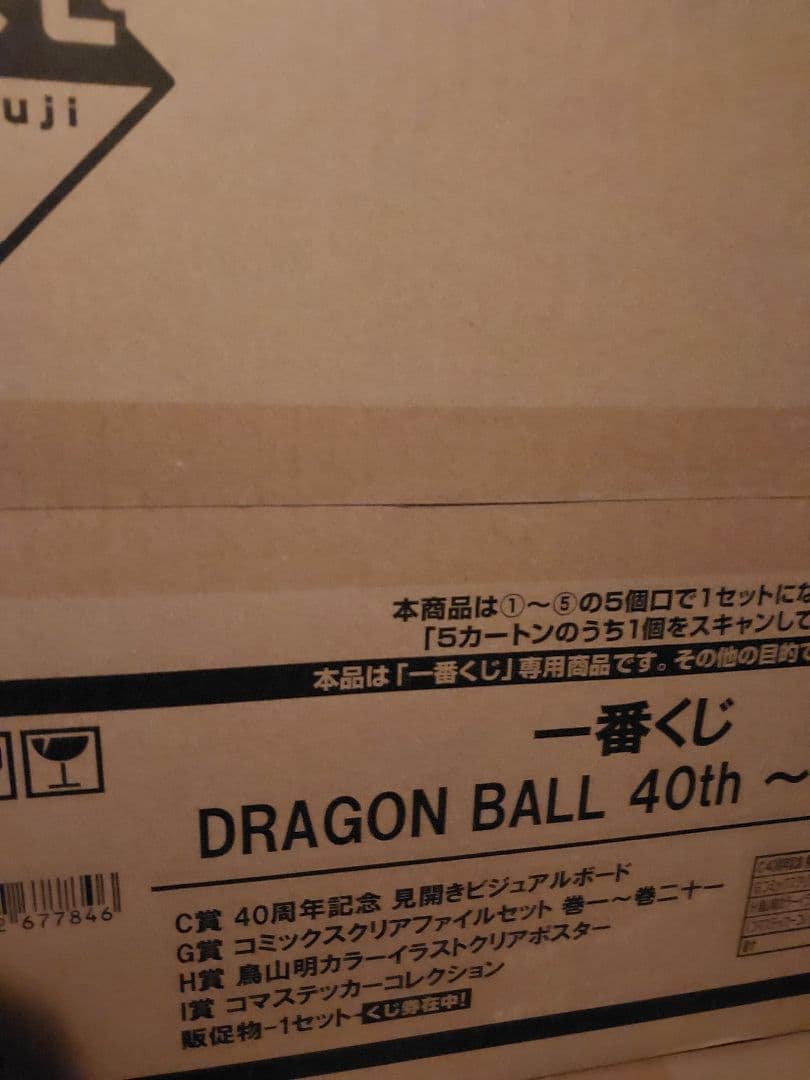 uji
本商品は①～⑤の5個口で1セットにな
「5カートンのうち1個をスキャンして
本品は「一番くじ」専用商品です。その他の目的で
一番くじ
DRAGON BALL 40th ～
2 677846
C賞 40周年記念 見開きビジュアルボード
G賞 コミックスクリアファイルセット 巻一～巻二十一
H賞 鳥山明カラーイラストクリアポスター
I賞 コマステッカーコレクション
販促物-1セット-くじ券在中!